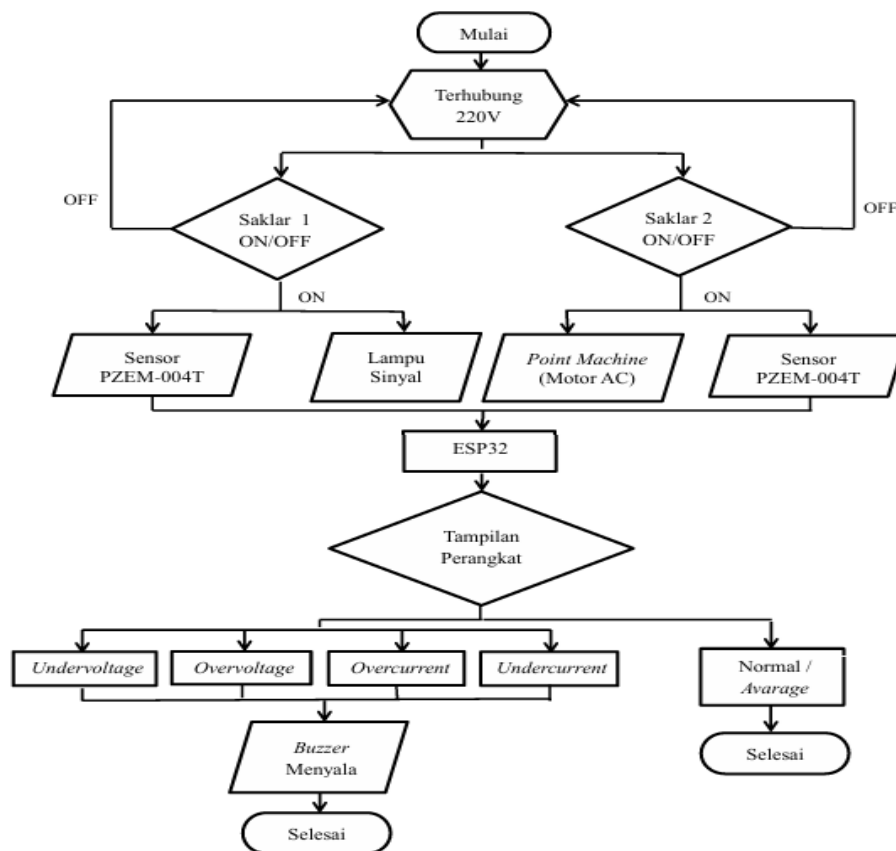 Mulai
Terhubung
220V
OFF
Saklar 1
ON/OFF
Saklar 2
ON/OFF
OFF
ON
ON
Sensor
PZEM-004T
Lampu
Sinyal
Point Machine
(Motor AC)
Sensor
PZEM-004T
ESP32
Tampilan
Perangkat
Undervoltage
Overvoltage
Overcurrent
Undercurrent
Normal /
Avarage
Buzzer
Menyala
Selesai
Selesai